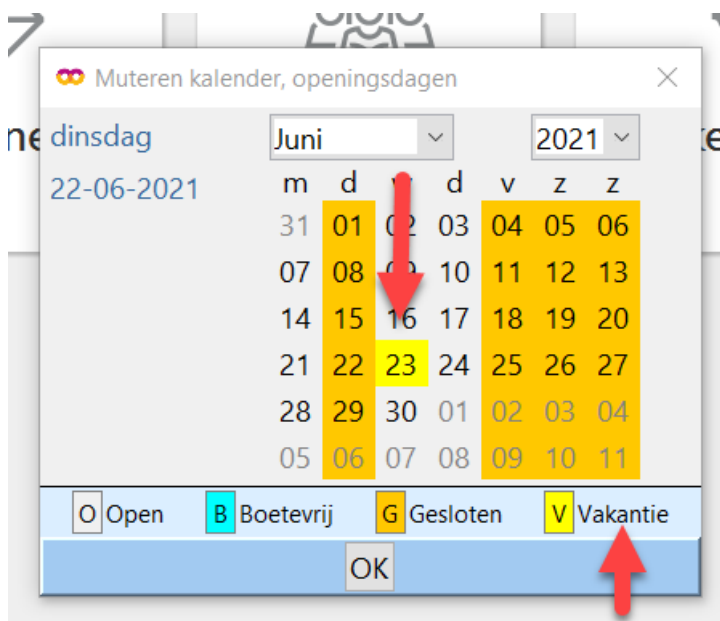 Muteren kalender, openingsdagen
dinsdag Juni 2021
22-06-2021 m d d v z z
31 01 02 03 04 05 06
07 08 09 10 11 12 13
14 15 16 17 18 19 20
21 22 23 24 25 26 27
28 29 30 01 02 03 04
05 06 07 08 09 10 11
O Open B Boetevrij G Gesloten V Vakantie
OK